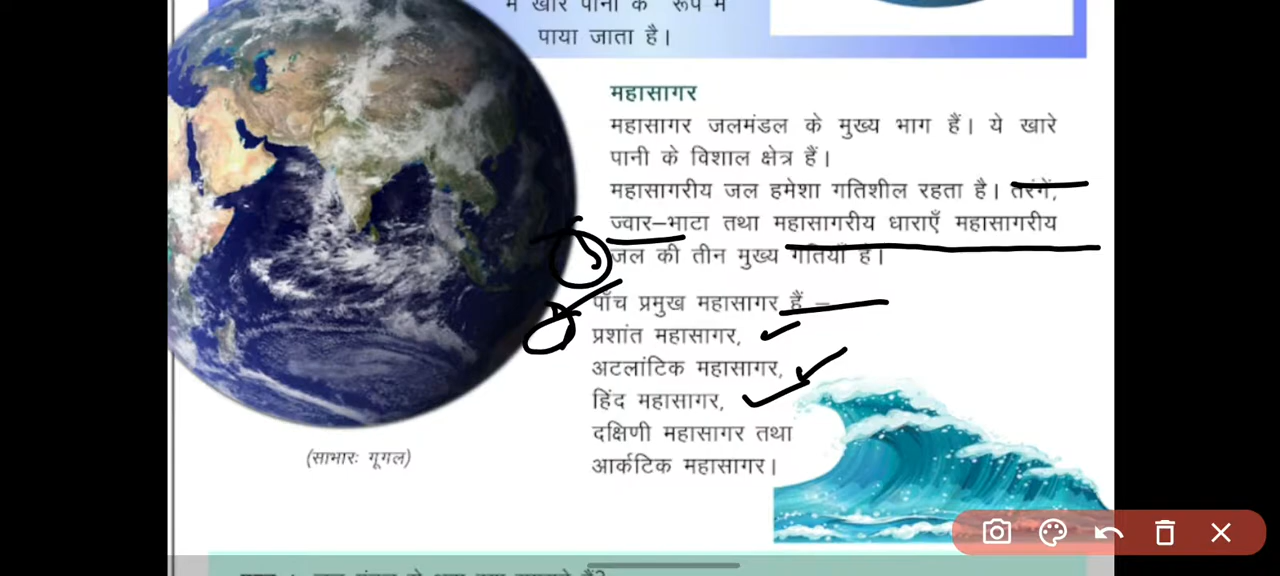 में खारे पानी के रूप में
पाया जाता है।
महासागर
महासागर जलमंडल के मुख्य भाग हैं। ये खारे
पानी के विशाल क्षेत्र हैं।
महासागरीय जल हमेशा गतिशील रहता है। तरंगें,
ज्वार–भाटा तथा महासागरीय धाराएँ महासागरीय
जल की तीन मुख्य गतियाँ हैं।
पाँच प्रमुख महासागर हैं –
प्रशांत महासागर,
अटलांटिक महासागर,
हिंद महासागर,
दक्षिणी महासागर तथा
आर्कटिक महासागर।
(साभारः गूगल)